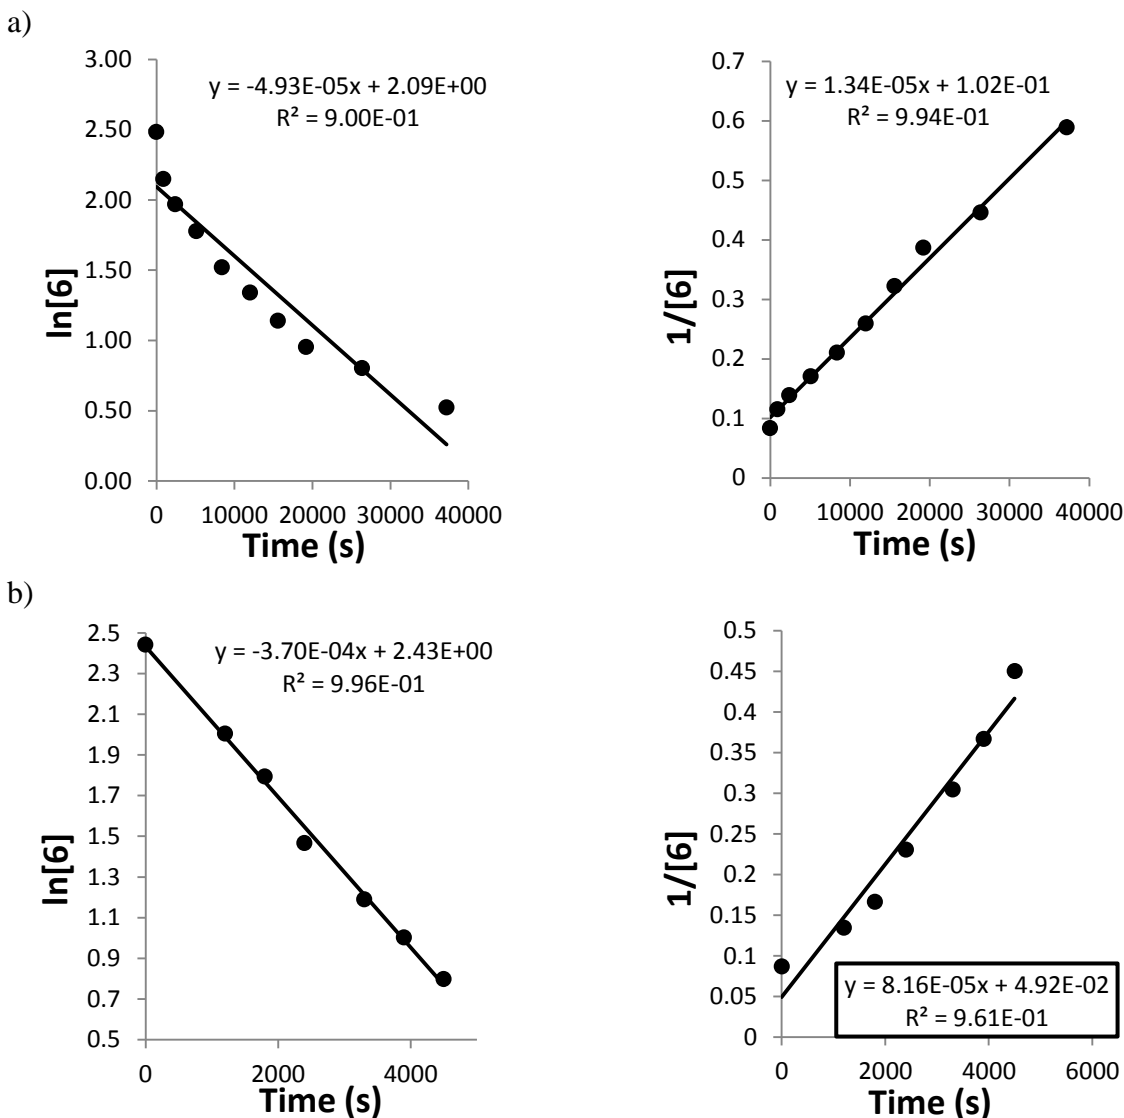 a)
3.00
2.50
2.00
1.50
1.00
0.50
0.00
ln[6]
y = -4.93E-05x + 2.09E+00
R² = 9.00E-01
0 10000 20000 30000 40000
Time (s)
0.7
0.6
0.5
0.4
0.3
0.2
0.1
0
1/[6]
y = 1.34E-05x + 1.02E-01
R² = 9.94E-01
0 10000 20000 30000 40000
Time (s)
b)
2.5
2.3
2.1
1.9
1.7
1.5
1.3
1.1
0.9
0.7
0.5
ln[6]
y = -3.70E-04x + 2.43E+00
R² = 9.96E-01
0 2000 4000
Time (s)
0.5
0.45
0.4
0.35
0.3
0.25
0.2
0.15
0.1
0.05
0
1/[6]
y = 8.16E-05x + 4.92E-02
R² = 9.61E-01
0 2000 4000 6000
Time (s)